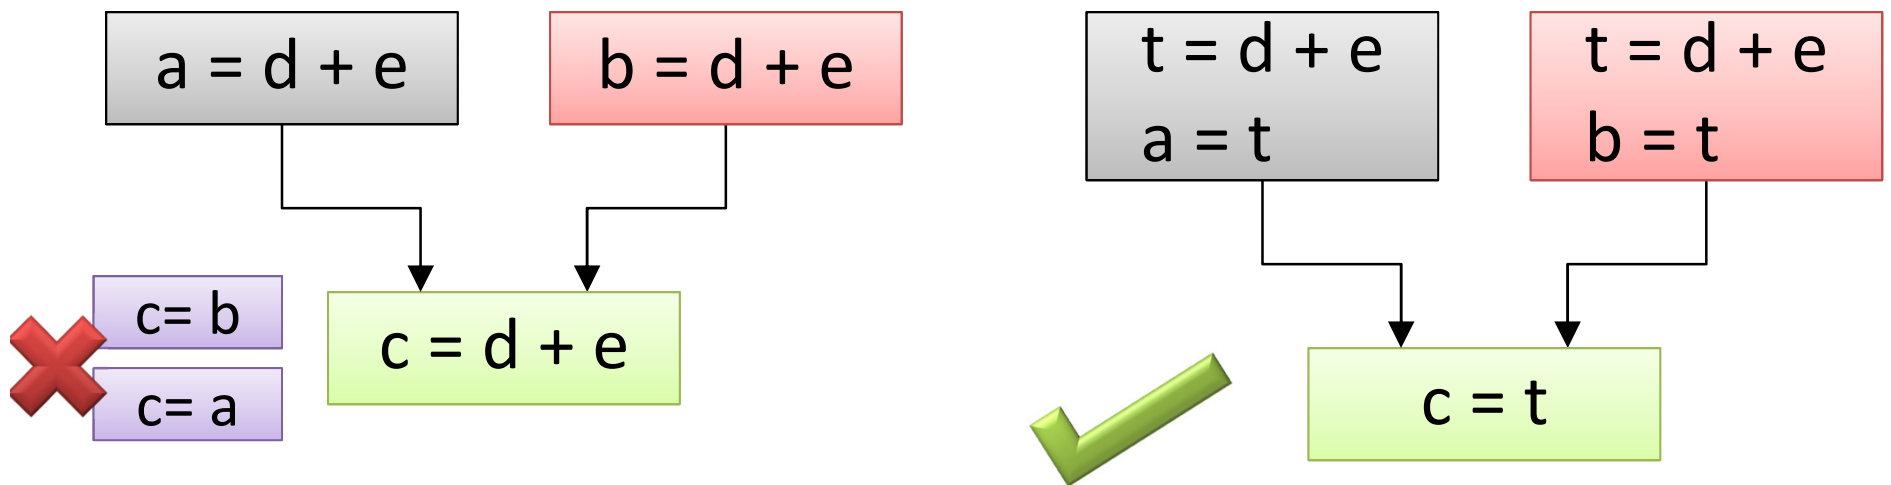 a = d + e
b = d + e
c= b
c= a
c = d + e
t = d + e
a = t
t = d + e
b = t
c = t